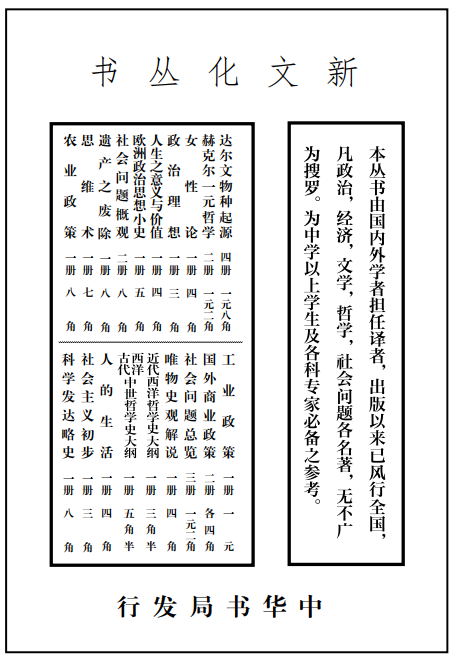 新文化丛书
本丛书由国内外学者担任译者，出版以来已风行全国，
凡政治，经济，文学，哲学，社会问题各名著，无不广
为搜罗。为中学以上学生及各科专家必备之参考。
达尔文物种起源 四册 一元八角
赫克尔一元哲学 二册 一元二角
女性论 一册 四角
政治理想 一册 三角
人生之意义与价值 一册 四角
欧洲政治思想小史 一册 五角
社会问题概观 二册 八角
遗产之废除 一册 八角
思维术 一册 七角
农业政策 一册 八角
工业政策 一册 一元
国外商业政策 二册 各四角
社会问题总览 三册 一元二角
唯物史观解说 一册 四角
近代西洋哲学史大纲 一册 三角半
西洋古代中世哲学史大纲 一册 五角半
人的生活 一册 四角
社会主义初步 一册 三角
科学发达略史 一册 八角
中华书局发行